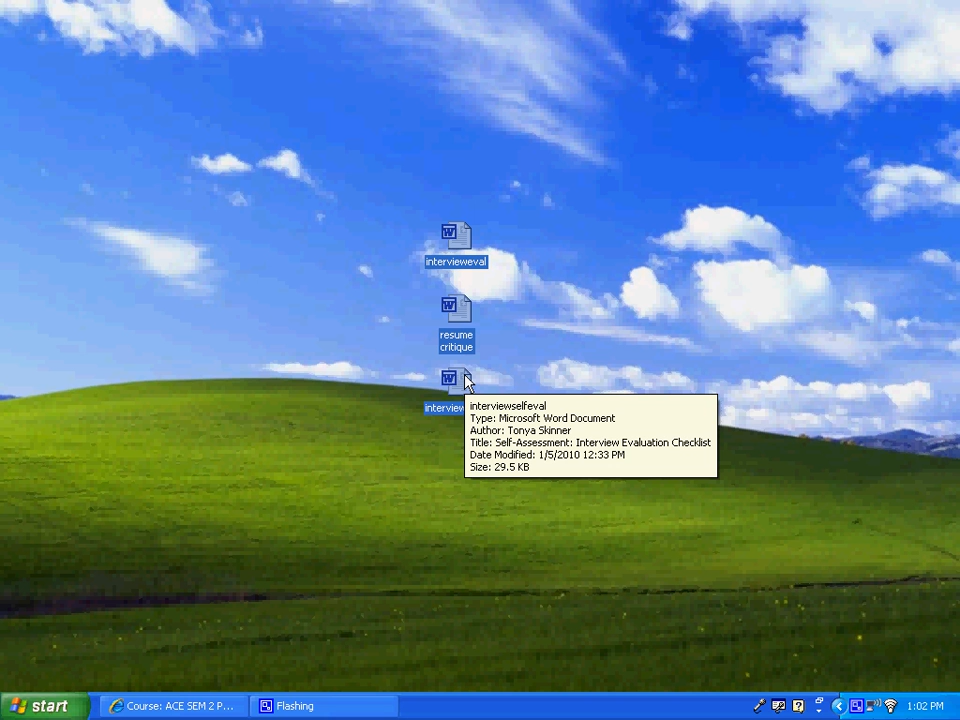 intervieweval
resume
critique
interview
interviewselfeval
Type: Microsoft Word Document
Author: Tonya Skinner
Title: Self-Assessment: Interview Evaluation Checklist
Date Modified: 1/5/2010 12:33 PM
Size: 29.5 KB
start
Course: ACE SEM 2 P...
Flashing
1:02 PM